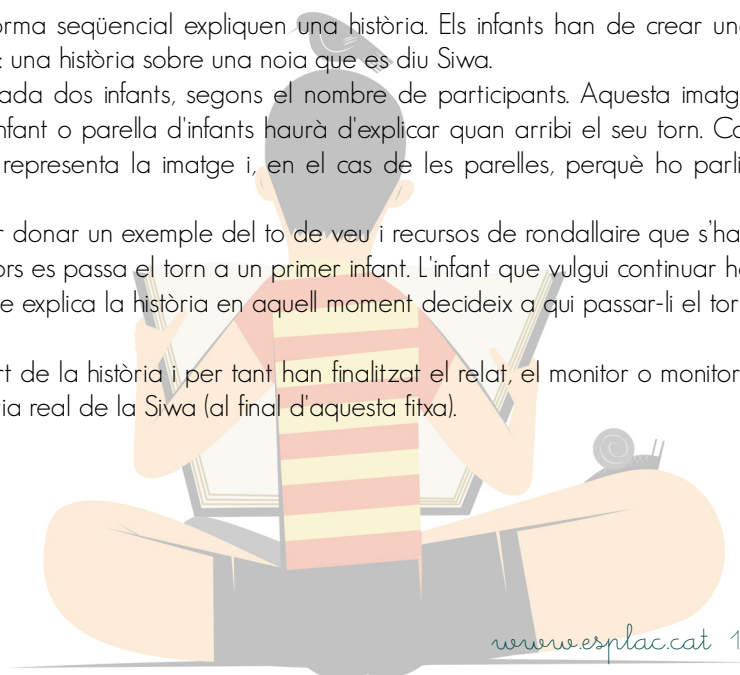 orma seqüencial expliquen una història. Els infants han de crear un
: una història sobre una noia que es diu Siwa.
ada dos infants, segons el nombre de participants. Aquesta imatg
nfant o parella d'infants haurà d'explicar quan arribi el seu torn. Co
representa la imatge i, en el cas de les parelles, perquè ho parli
r donar un exemple del to de veu i recursos de rondallaire que s'ha
ors es passa el torn a un primer infant. L'infant que vulgui continuar h
e explica la història en aquell moment decideix a qui passar-li el tor
rt de la història i per tant han finalitzat el relat, el monitor o monitor
ria real de la Siwa (al final d'aquesta fitxa).
www.esplac.cat 1